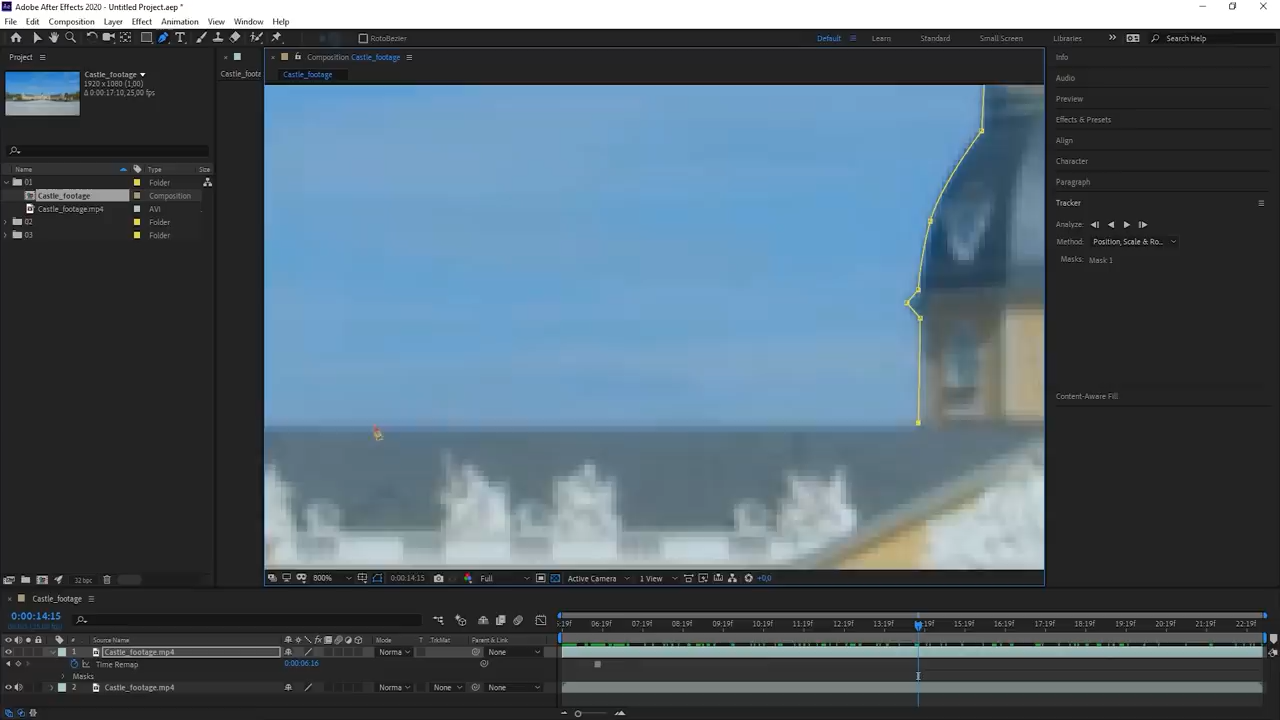 Adobe After Effects 2020 - Untitled Project.aep *
File Edit Composition Layer Effect Animation View Window Help
RotoBezier
Default Learn Standard Small Screen Libraries Search Help
Project
Castle_footage
1920 x 1080 (1,00)
Δ 0:00:17:10, 25,00 fps
Name Type Size
01 Folder
Castle_footage Composition
Castle_footage.mp4 AVI
02 Folder
03 Folder
32 bpc
Castle_foota
Composition Castle_footage
Castle_footage
800% 0:00:14:15 Full Active Camera 1 View +0,0
Info
Audio
Preview
Effects & Presets
Align
Character
Paragraph
Tracker
Analyze:
Method: Position, Scale & Ro...
Masks: Mask 1
Content-Aware Fill
Castle_footage
0:00:14:15
:5:19f 06:19f 07:19f 08:19f 09:19f 10:19f 11:19f 12:19f 13:19f 15:19f 16:19f 17:19f 18:19f 19:19f 20:19f 21:19f 22:19f
# Source Name Mode T TrkMat Parent & Link
1 Castle_footage.mp4 Norma None
Time Remap 0:00:06:16
Masks
2 Castle_footage.mp4 Norma None None